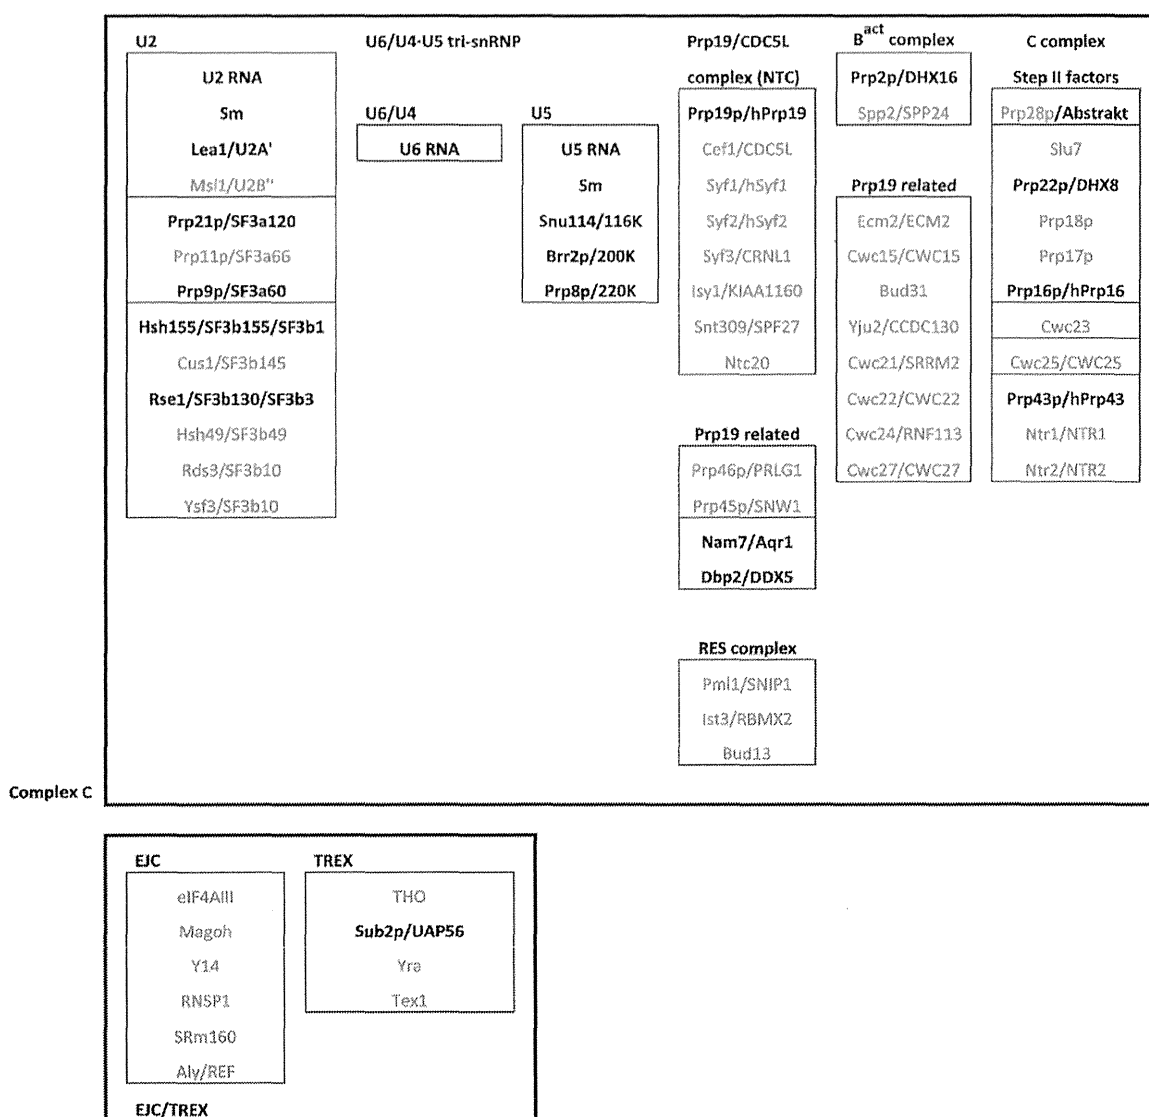 U2
U2 RNA
Sm
Lea1/U2A'
Msl1/U2B''
Prp21p/SF3a120
Prp11p/SF3a66
Prp9p/SF3a60
Hsh155/SF3b155/SF3b1
Cus1/SF3b145
Rse1/SF3b130/SF3b3
Hsh49/SF3b49
Rds3/SF3b10
Ysf3/SF3b10
U6/U4·U5 tri-snRNP
U6/U4
U6 RNA
U5
U5 RNA
Sm
Snu114/116K
Brr2p/200K
Prp8p/220K
Prp19/CDC5L
complex (NTC)
Prp19p/hPrp19
Cef1/CDC5L
Syf1/hSyf1
Syf2/hSyf2
Syf3/CRNL1
Isy1/KIAA1160
Snt309/SPF27
Ntc20
Prp19 related
Prp46p/PRLG1
Prp45p/SNW1
Nam7/Aqr1
Dbp2/DDX5
RES complex
Pml1/SNIP1
Ist3/RBMX2
Bud13
Bact complex
Prp2p/DHX16
Spp2/SPP24
Prp19 related
Ecm2/ECM2
Cwc15/CWC15
Bud31
Yju2/CCDC130
Cwc21/SRRM2
Cwc22/CWC22
Cwc24/RNF113
Cwc27/CWC27
C complex
Step II factors
Prp28p/Abstrakt
Slu7
Prp22p/DHX8
Prp18p
Prp17p
Prp16p/hPrp16
Cwc23
Cwc25/CWC25
Prp43p/hPrp43
Ntr1/NTR1
Ntr2/NTR2
Complex C
EJC
eIF4AIII
Magoh
Y14
RNSP1
SRm160
Aly/REF
TREX
THO
Sub2p/UAP56
Yra
Tex1
EJC/TREX